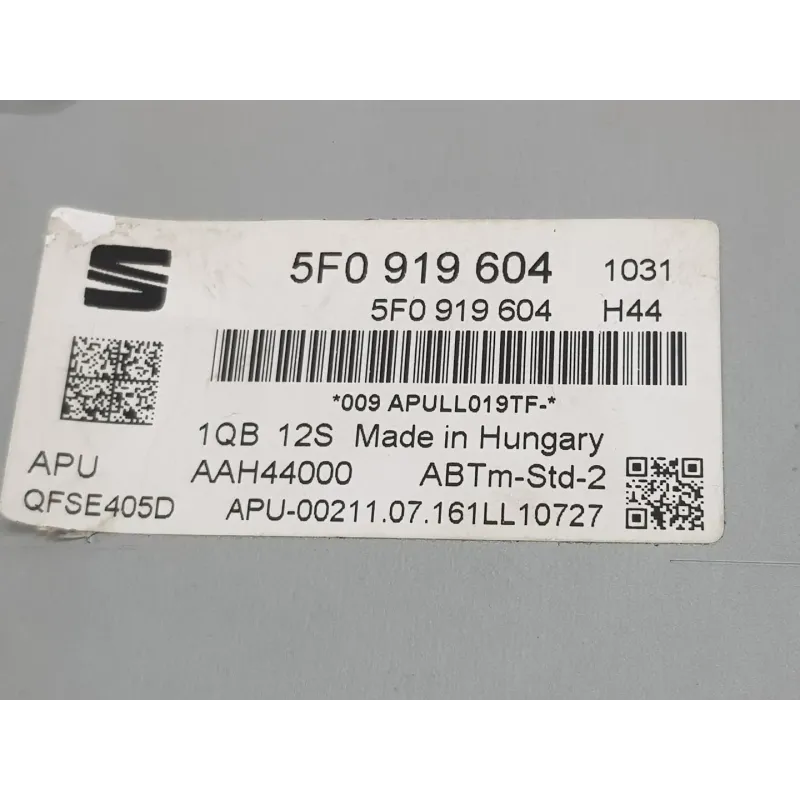 5F0 919 604 1031
5F0 919 604 H44
*009 APULL019TF-*
1QB 12S Made in Hungary
APU AAH44000 ABTm-Std-2
QFSE405D APU-00211.07.161LL10727